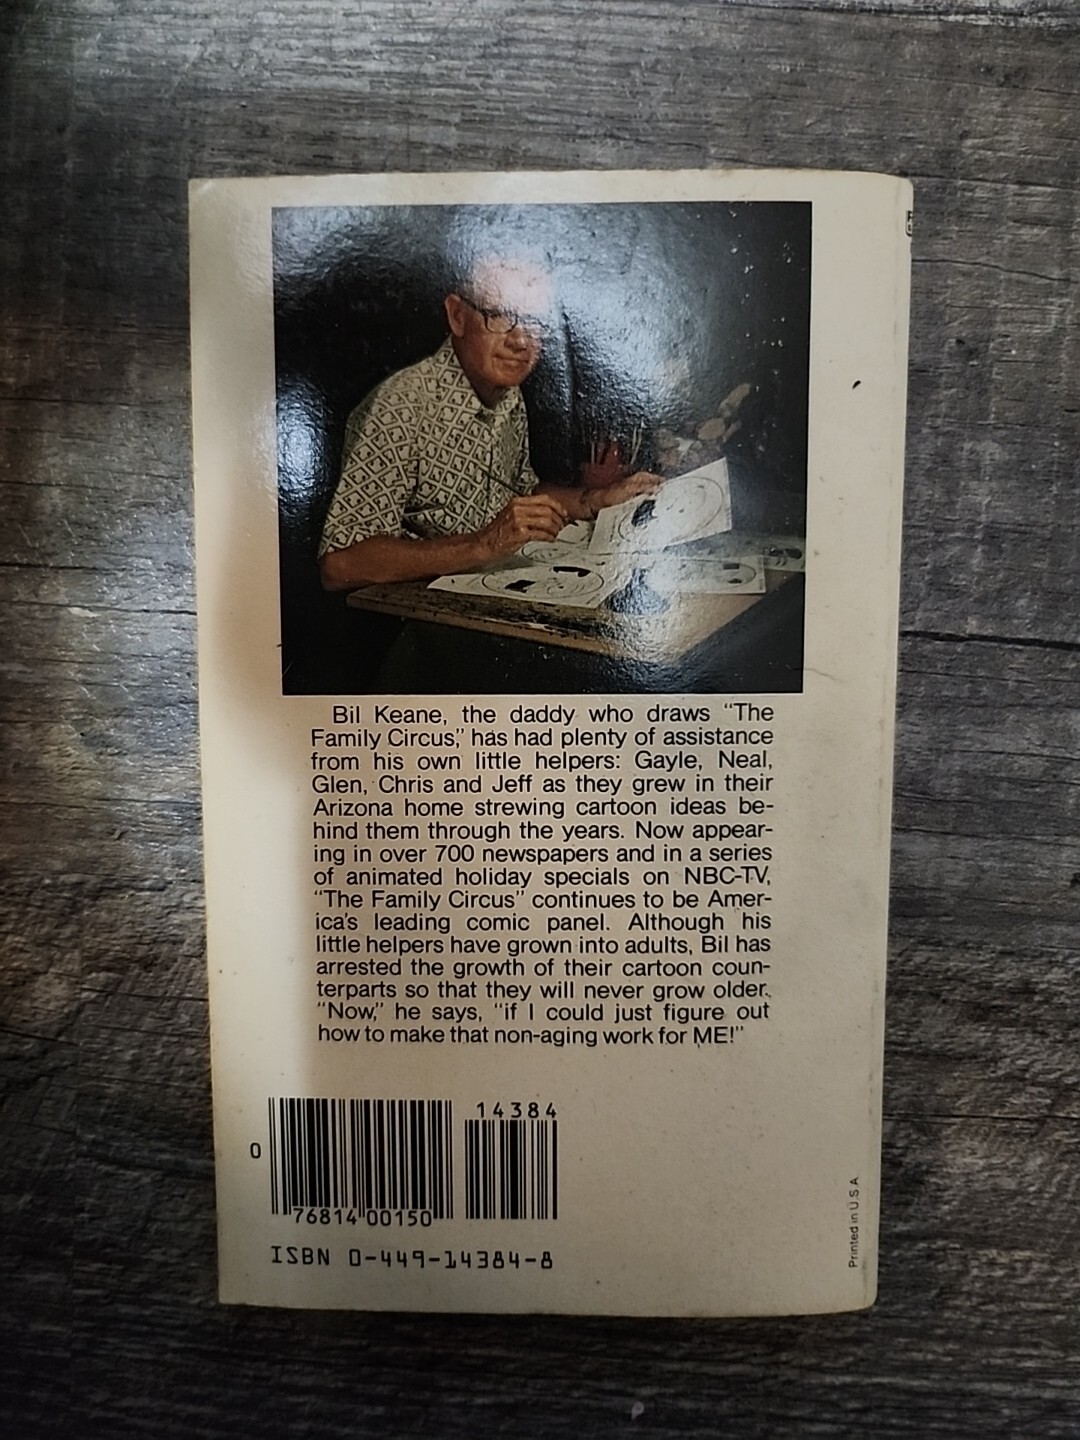 Bil Keane, the daddy who draws "The
Family Circus," has had plenty of assistance
from his own little helpers: Gayle, Neal,
Glen, Chris and Jeff as they grew in their
Arizona home strewing cartoon ideas be-
hind them through the years. Now appear-
ing in over 700 newspapers and in a series
of animated holiday specials on NBC-TV,
"The Family Circus" continues to be Amer-
ica's leading comic panel. Although his
little helpers have grown into adults, Bil has
arrested the growth of their cartoon coun-
terparts so that they will never grow older.
"Now," he says, "if I could just figure out
how to make that non-aging work for ME!"
14384
0
76814 00150
ISBN 0-449-14384-8
Printed in U.S.A.